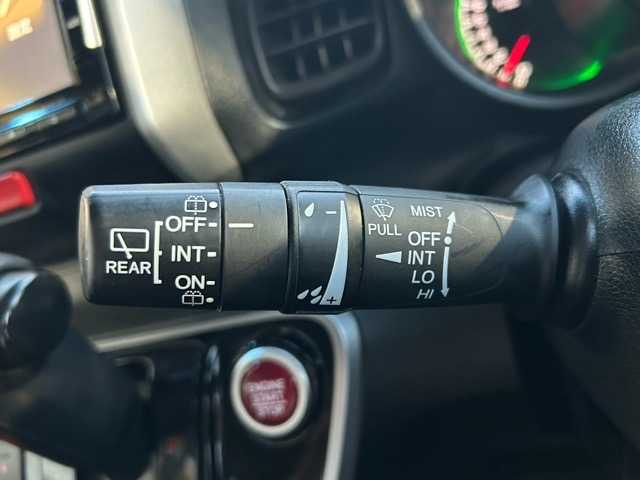 REAR
OFF
INT
ON
−
+
PULL
MIST
OFF
INT
LO
HI
ENGINE
START
STOP